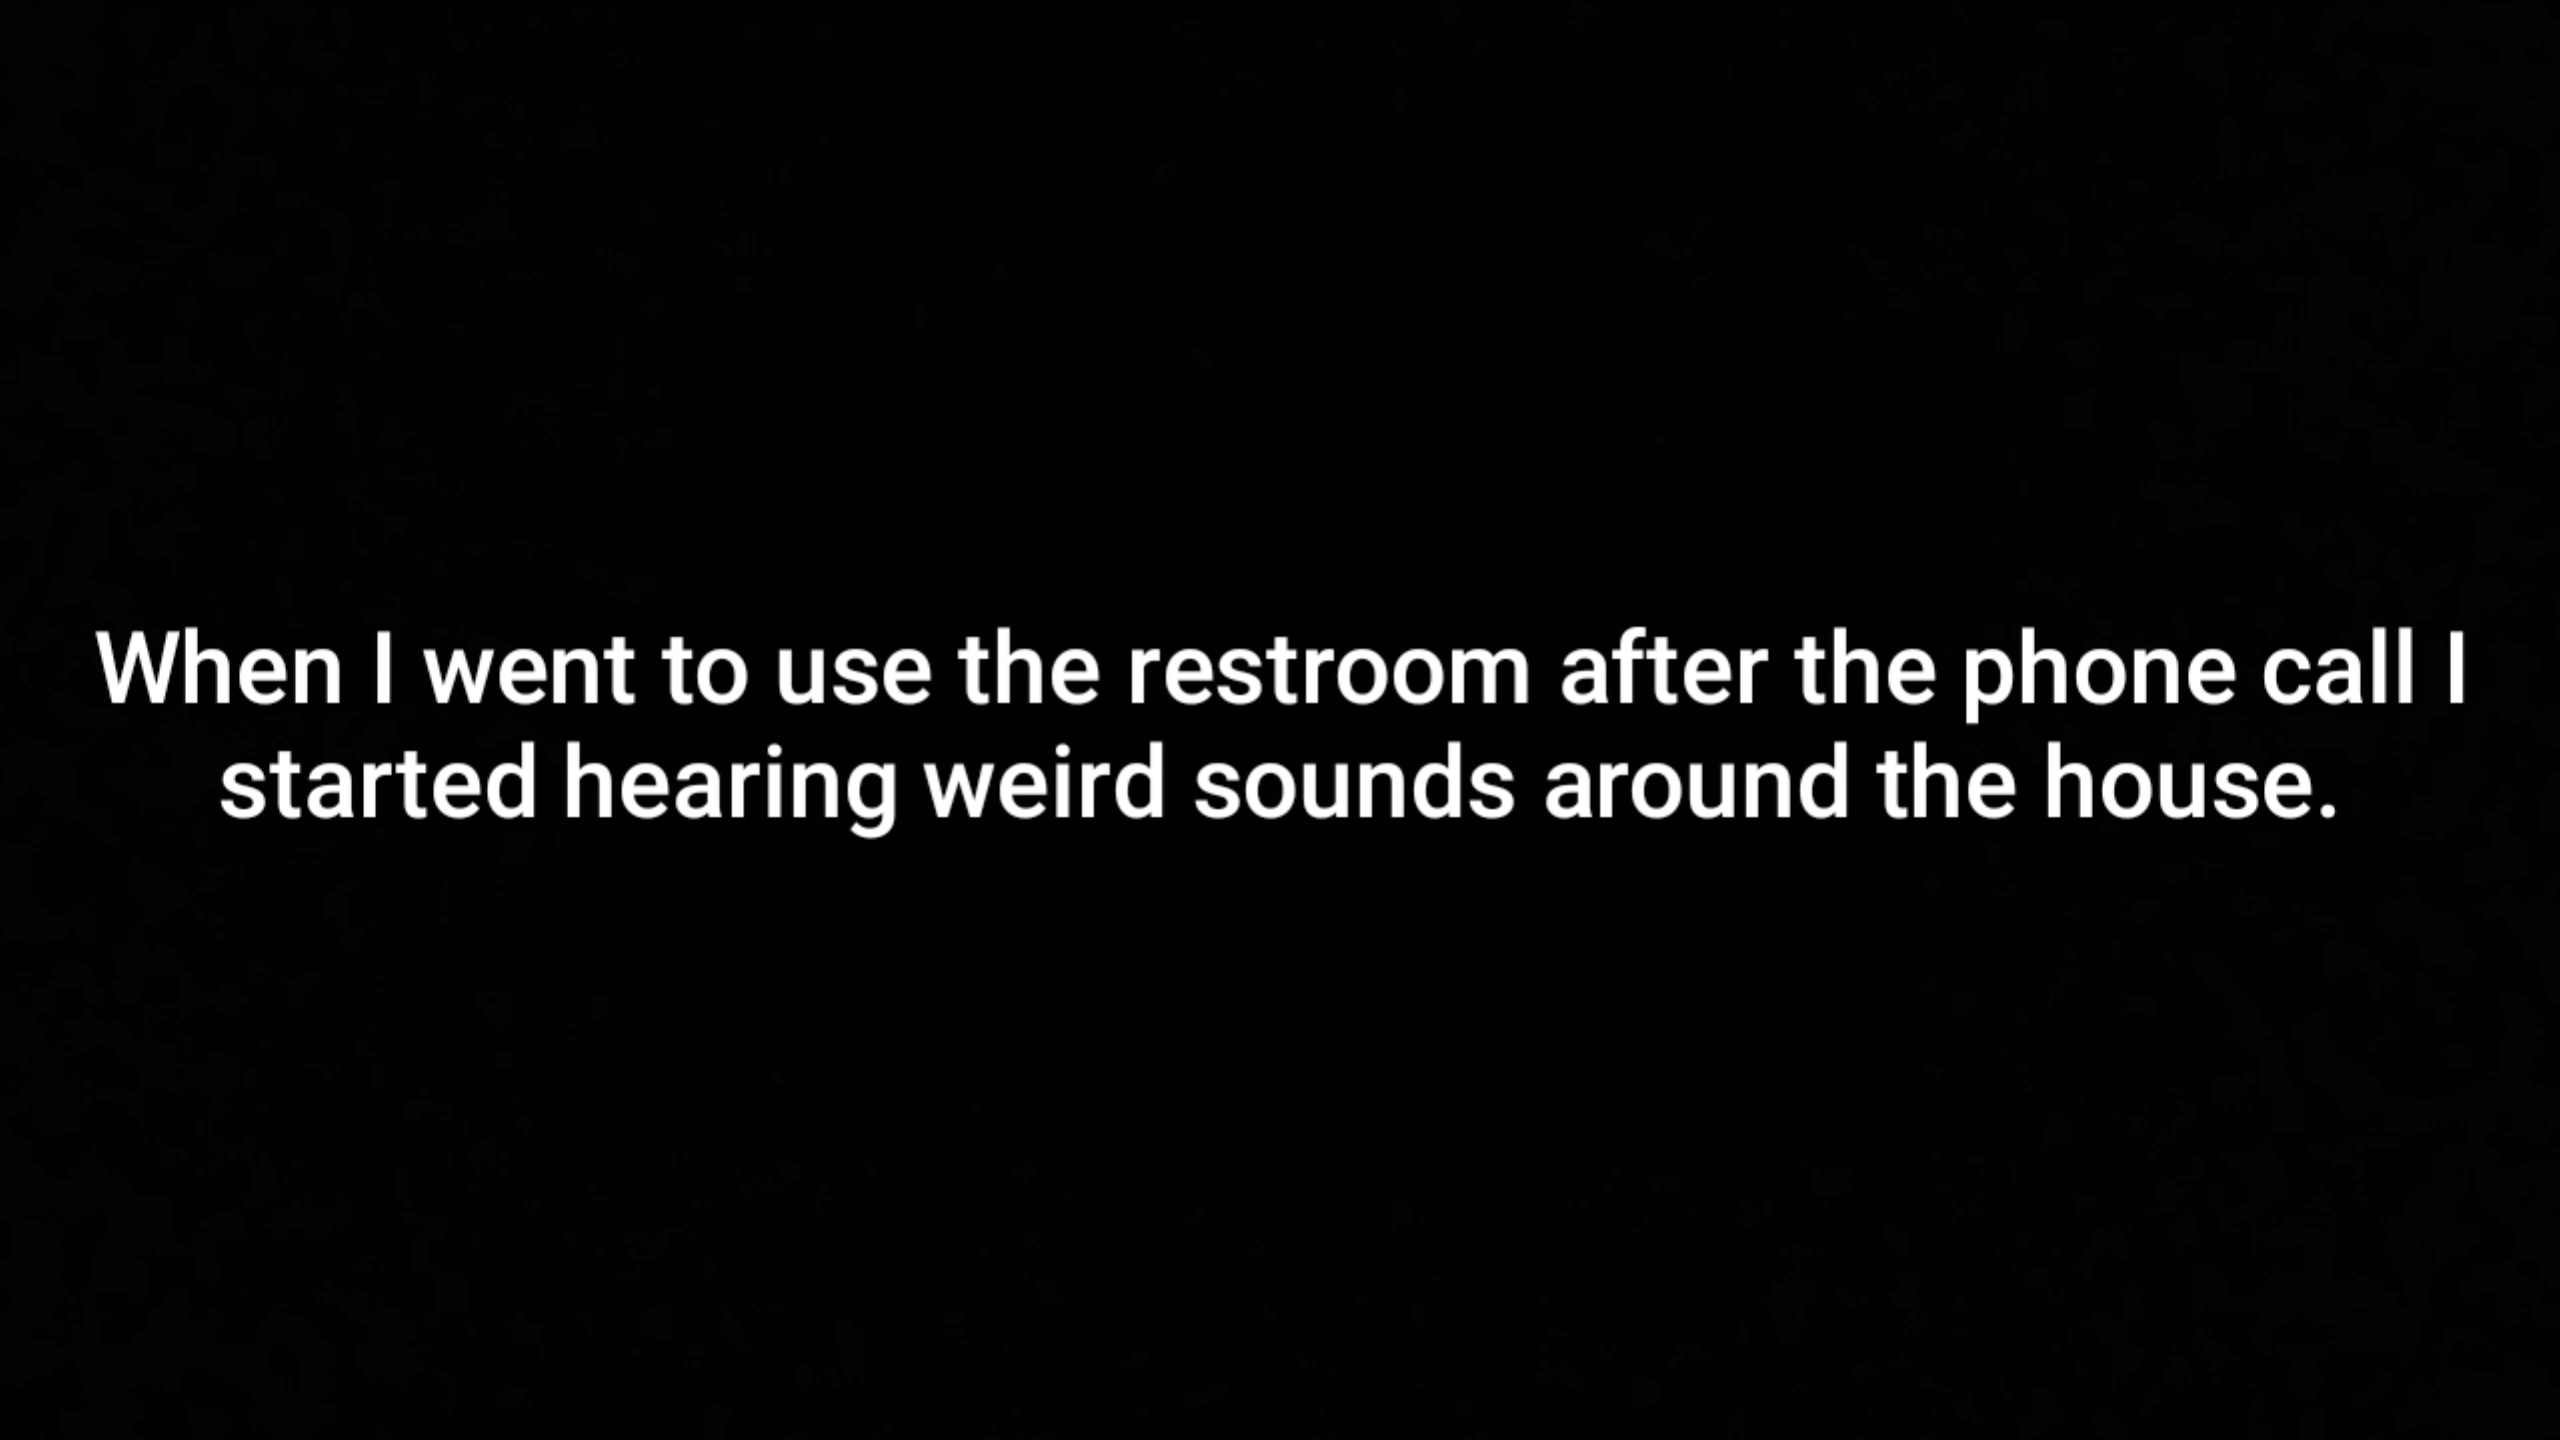 When I went to use the restroom after the phone call I
started hearing weird sounds around the house.